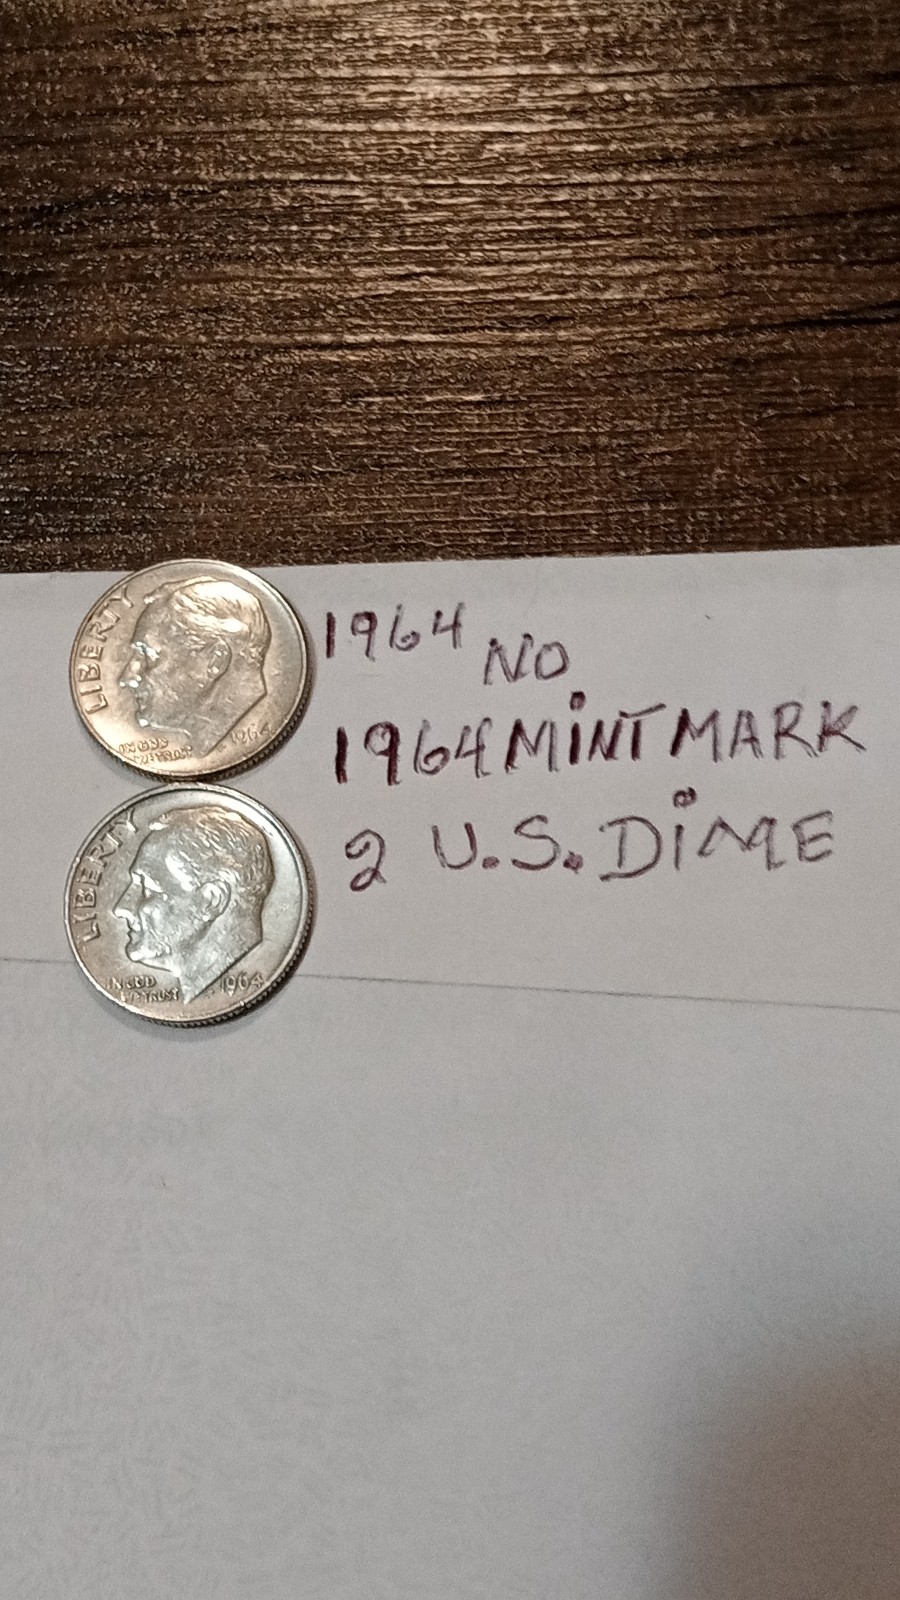 LIBERTY
IN GOD
WE TRUST
1964
LIBERTY
IN GOD
WE TRUST
1964
1964 NO
1964 MINT MARK
2 U.S. DIME